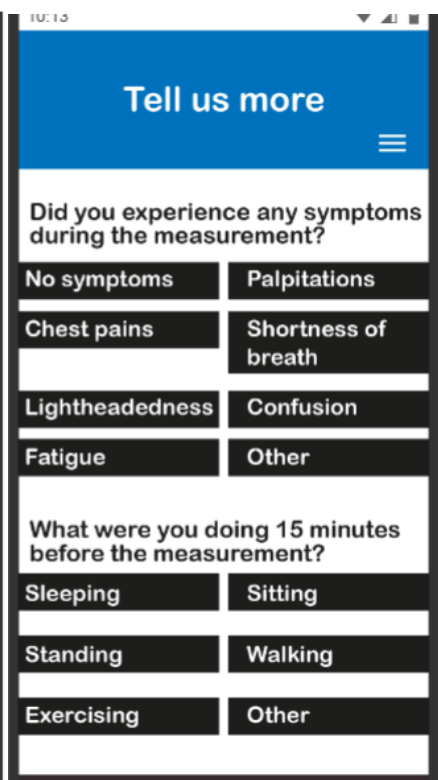 10:13
Tell us more
Did you experience any symptoms
during the measurement?
No symptoms
Palpitations
Chest pains
Shortness of
breath
Lightheadedness
Confusion
Fatigue
Other
What were you doing 15 minutes
before the measurement?
Sleeping
Sitting
Standing
Walking
Exercising
Other